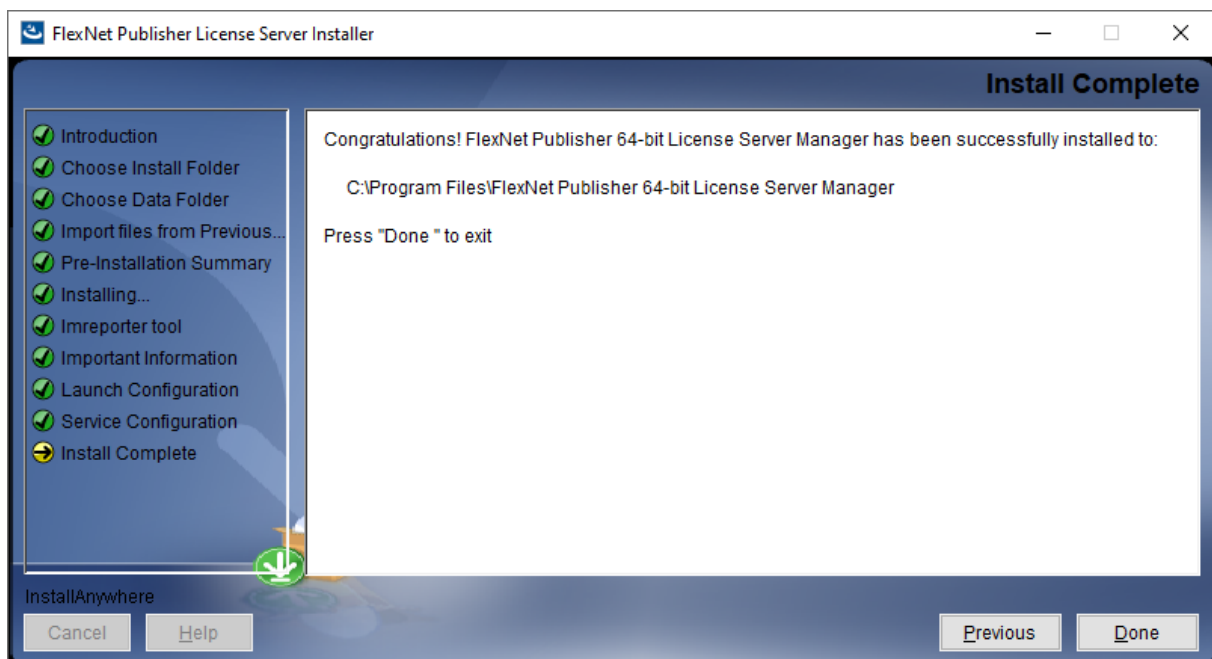 FlexNet Publisher License Server Installer
Install Complete
Introduction
Choose Install Folder
Choose Data Folder
Import files from Previous...
Pre-Installation Summary
Installing...
lmreporter tool
Important Information
Launch Configuration
Service Configuration
Install Complete
Congratulations! FlexNet Publisher 64-bit License Server Manager has been successfully installed to:
C:\Program Files\FlexNet Publisher 64-bit License Server Manager
Press "Done " to exit
InstallAnywhere
Cancel Help Previous Done